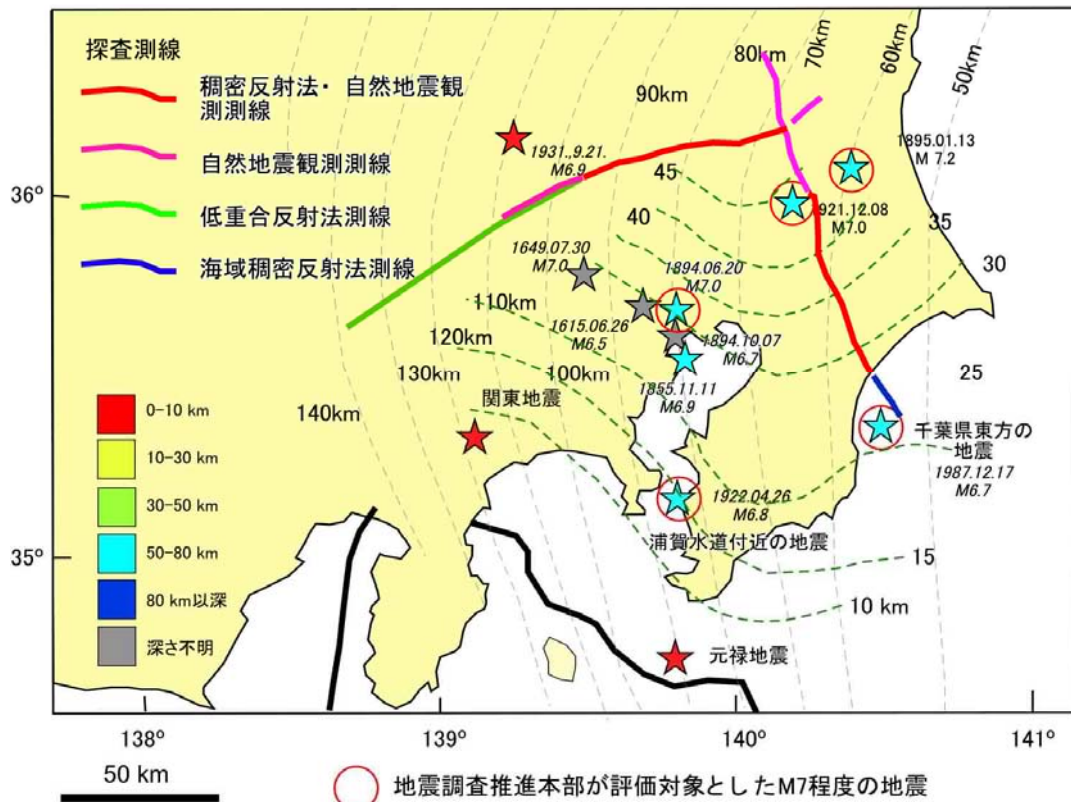 探査測線
稠密反射法・自然地震観
測測線
自然地震観測測線
低重合反射法測線
海域稠密反射法測線
80km
70km
60km
50km
90km
1931.,9.21.
M6.9
1895.01.13
M 7.2
36°
45
1921.12.08
M7.0
40
35
1649.07.30
M7.0
1894.06.20
M7.0
30
110km
1615.06.26
M6.5
1894.10.07
M6.7
120km
100km
1855.11.11
M6.9
25
130km
関東地震
140km
千葉県東方の
地震
1987.12.17
M6.7
0-10 km
10-30 km
30-50 km
50-80 km
80 km以深
深さ不明
1922.04.26
M6.8
浦賀水道付近の地震
35°
15
10 km
元禄地震
138°
139°
140°
141°
50 km
地震調査推進本部が評価対象としたM7程度の地震